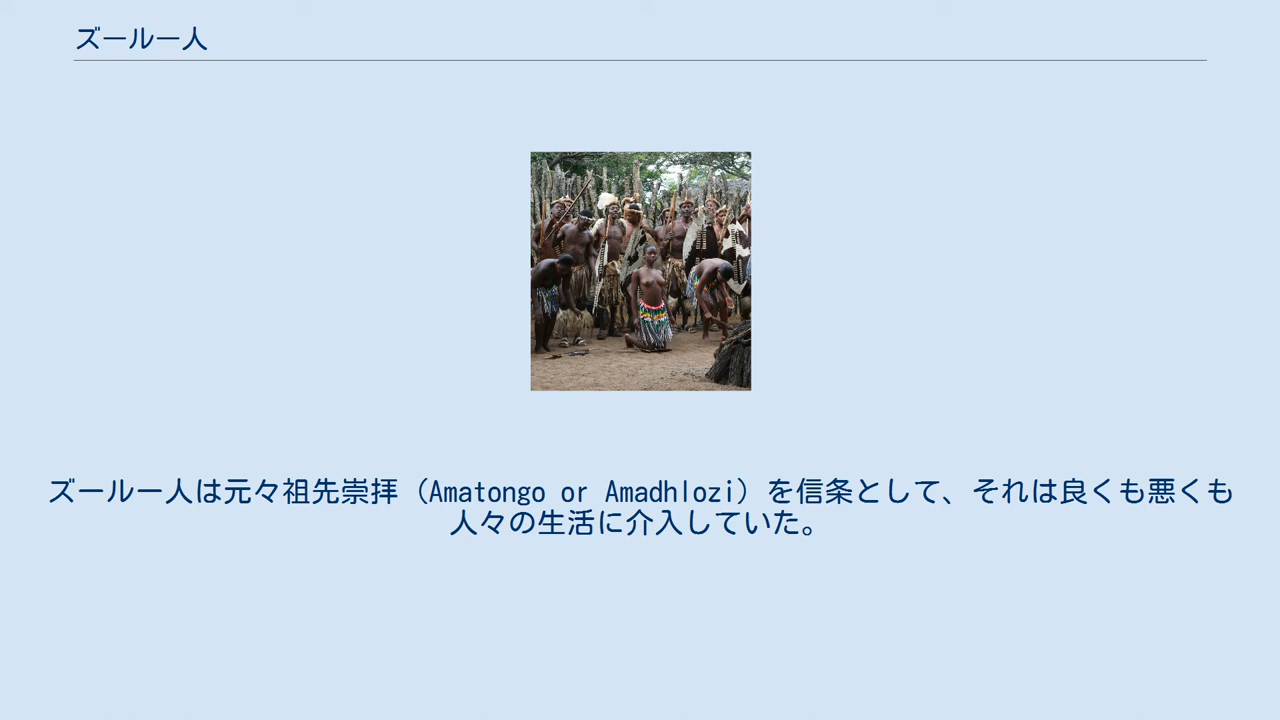 ズールー人
ズールー人は元々祖先崇拝（Amatongo or Amadhlozi）を信条として、それは良くも悪くも
人々の生活に介入していた。